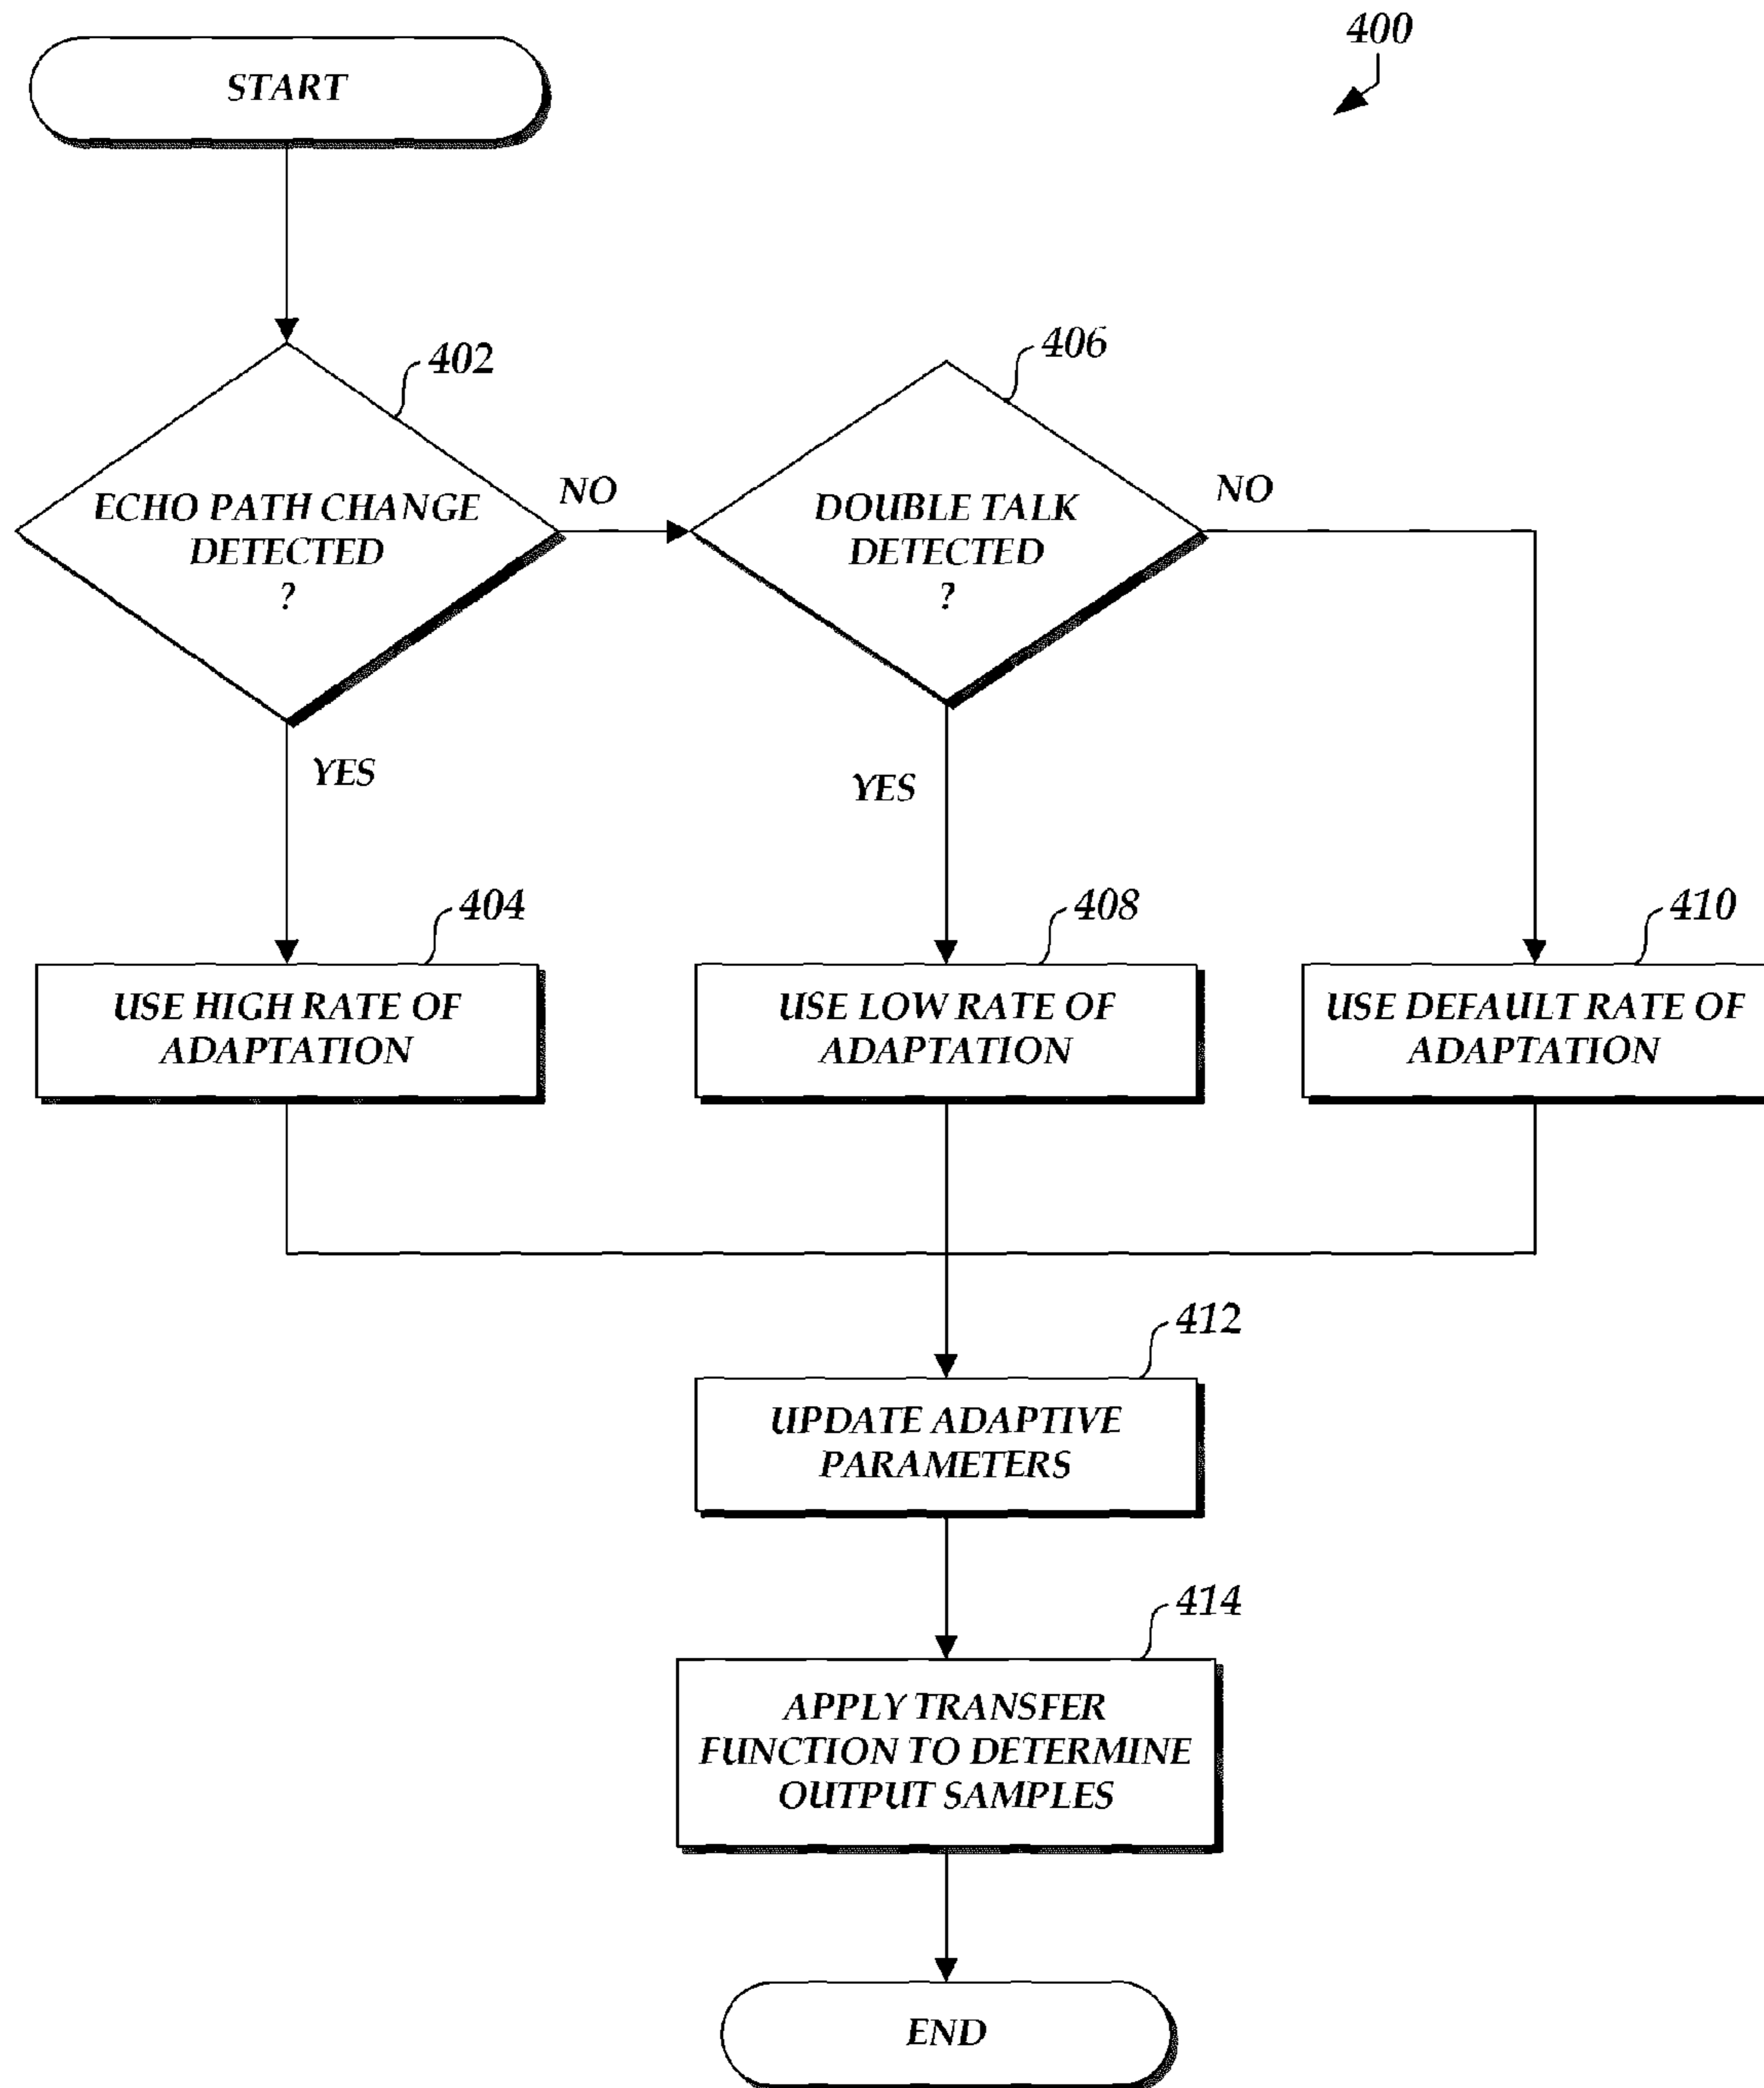 400
START
402
ECHO PATH CHANGE
DETECTED
?
NO
YES
406
DOUBLE TALK
DETECTED
?
NO
YES
404
USE HIGH RATE OF
ADAPTATION
408
USE LOW RATE OF
ADAPTATION
410
USE DEFAULT RATE OF
ADAPTATION
412
UPDATE ADAPTIVE
PARAMETERS
414
APPLY TRANSFER
FUNCTION TO DETERMINE
OUTPUT SAMPLES
END